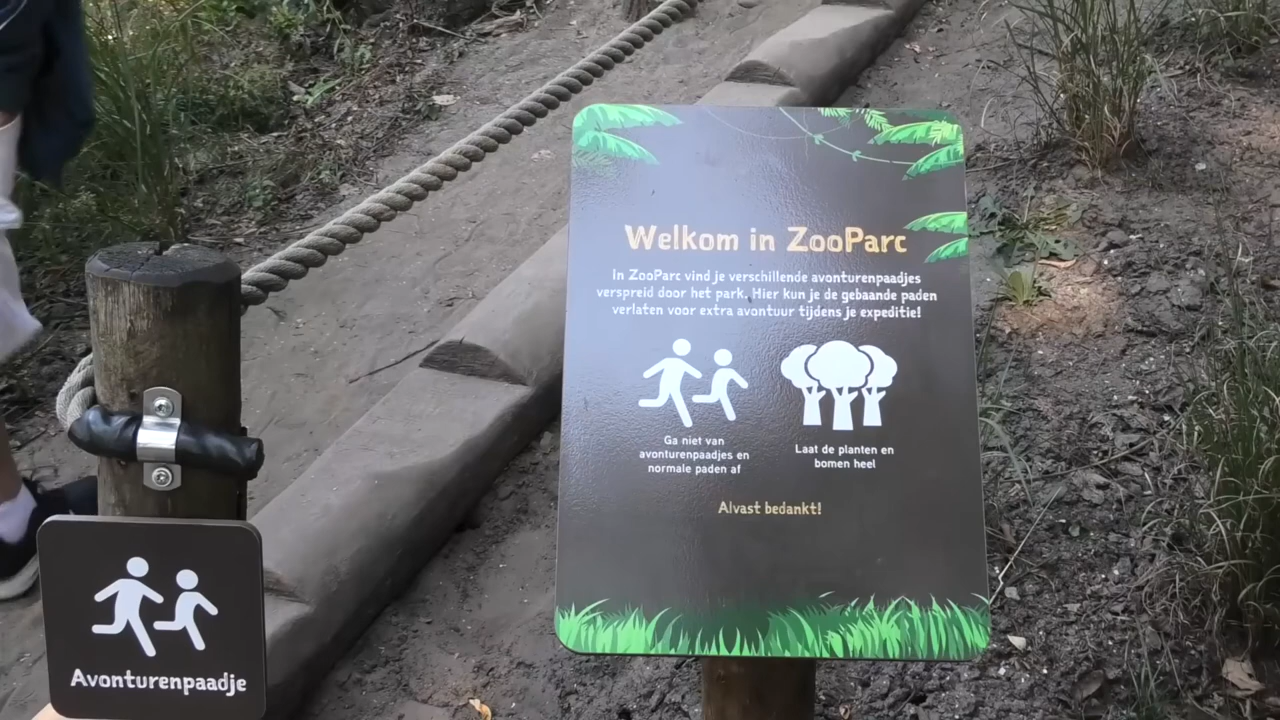 Welkom in ZooParc
In ZooParc vind je verschillende avonturenpaadjes
verspreid door het park. Hier kun je de gebaande paden
verlaten voor extra avontuur tijdens je expeditie!
Ga niet van
avonturenpaadjes en
normale paden af
Laat de planten en
bomen heel
Alvast bedankt!
Avonturenpaadje